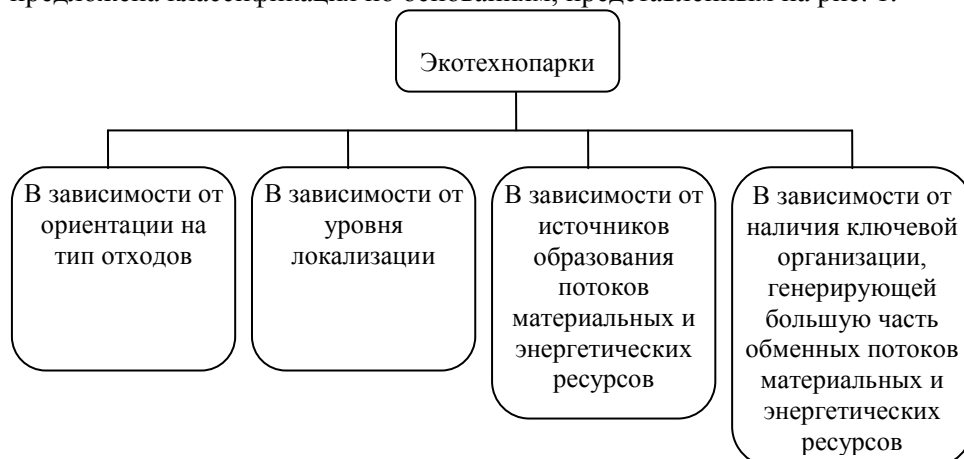 предложена классификация по основаниям, представленным на рис. 1.
Экотехнопарки
В зависимости от
ориентации на
тип отходов
В зависимости от
уровня
локализации
В зависимости от
источников
образования
потоков
материальных и
энергетических
ресурсов
В зависимости от
наличия ключевой
организации,
генерирующей
большую часть
обменных потоков
материальных и
энергетических
ресурсов